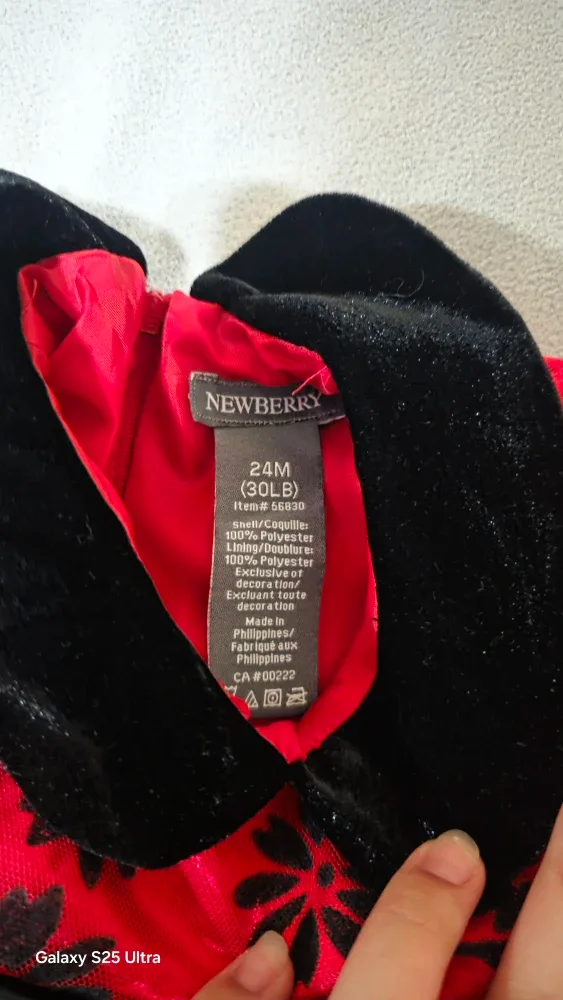 NEWBERRY
24M
(30LB)
Item# 56830
Shell/Coquille:
100% Polyester
Lining/Doublure:
100% Polyester
Exclusive of
decoration/
Excluant toute
decoration
Made in
Philippines/
Fabriqué aux
Philippines
CA #00222
Galaxy S25 Ultra